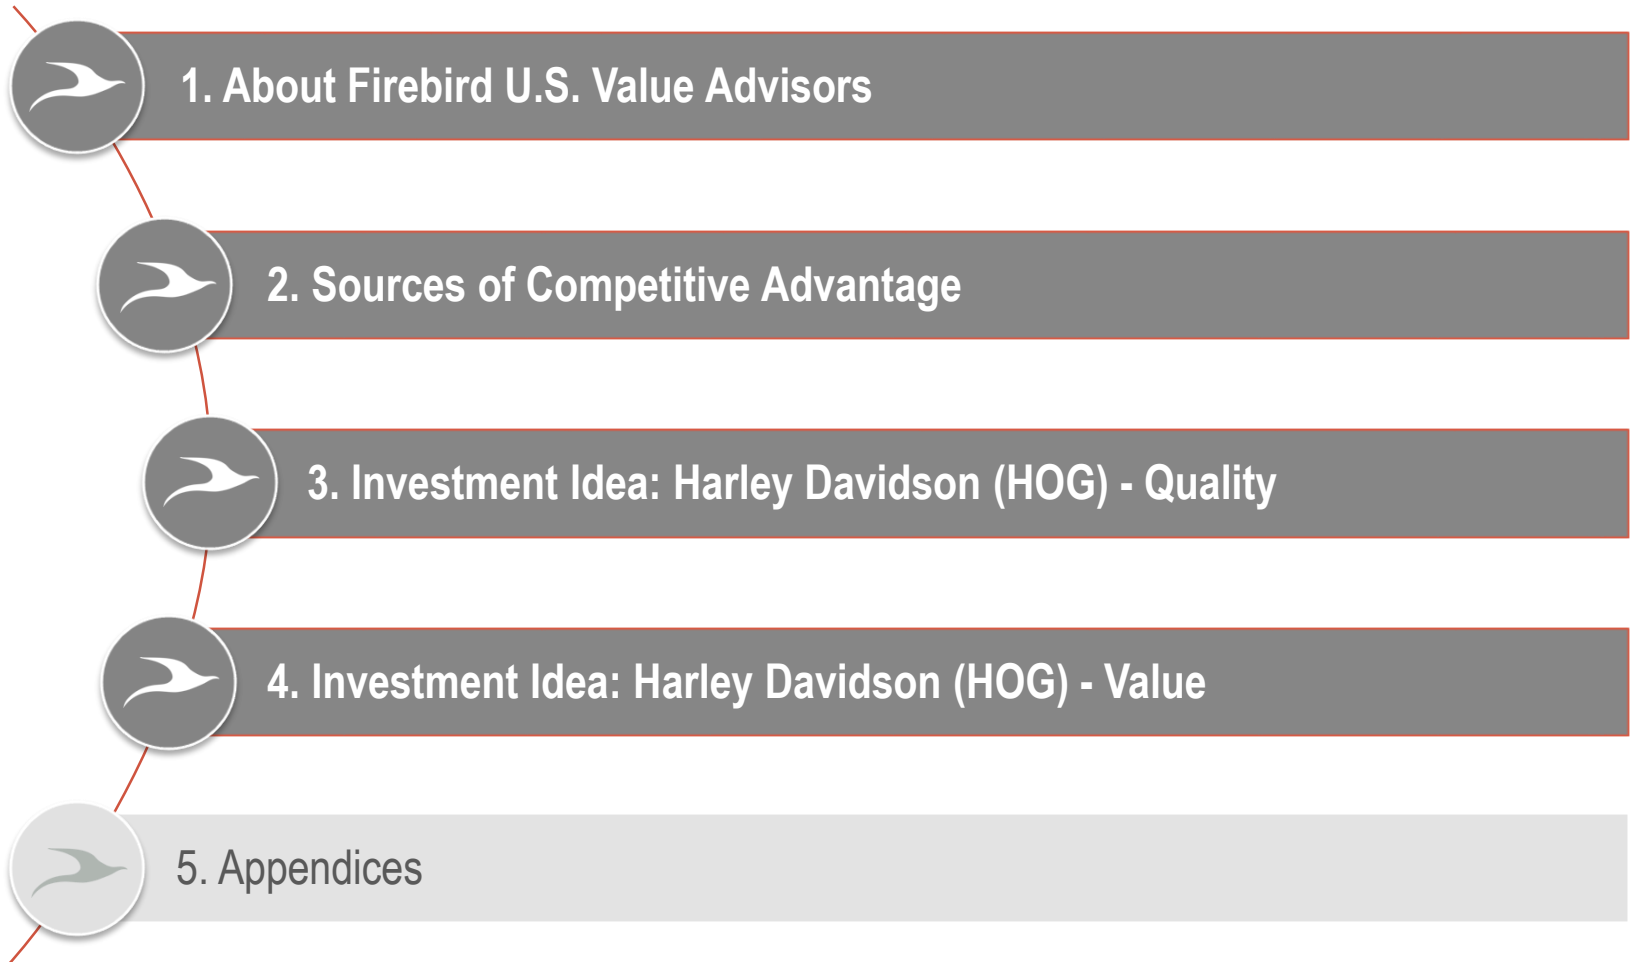 1. About Firebird U.S. Value Advisors
2. Sources of Competitive Advantage
3. Investment Idea: Harley Davidson (HOG) - Quality
4. Investment Idea: Harley Davidson (HOG) - Value
5. Appendices